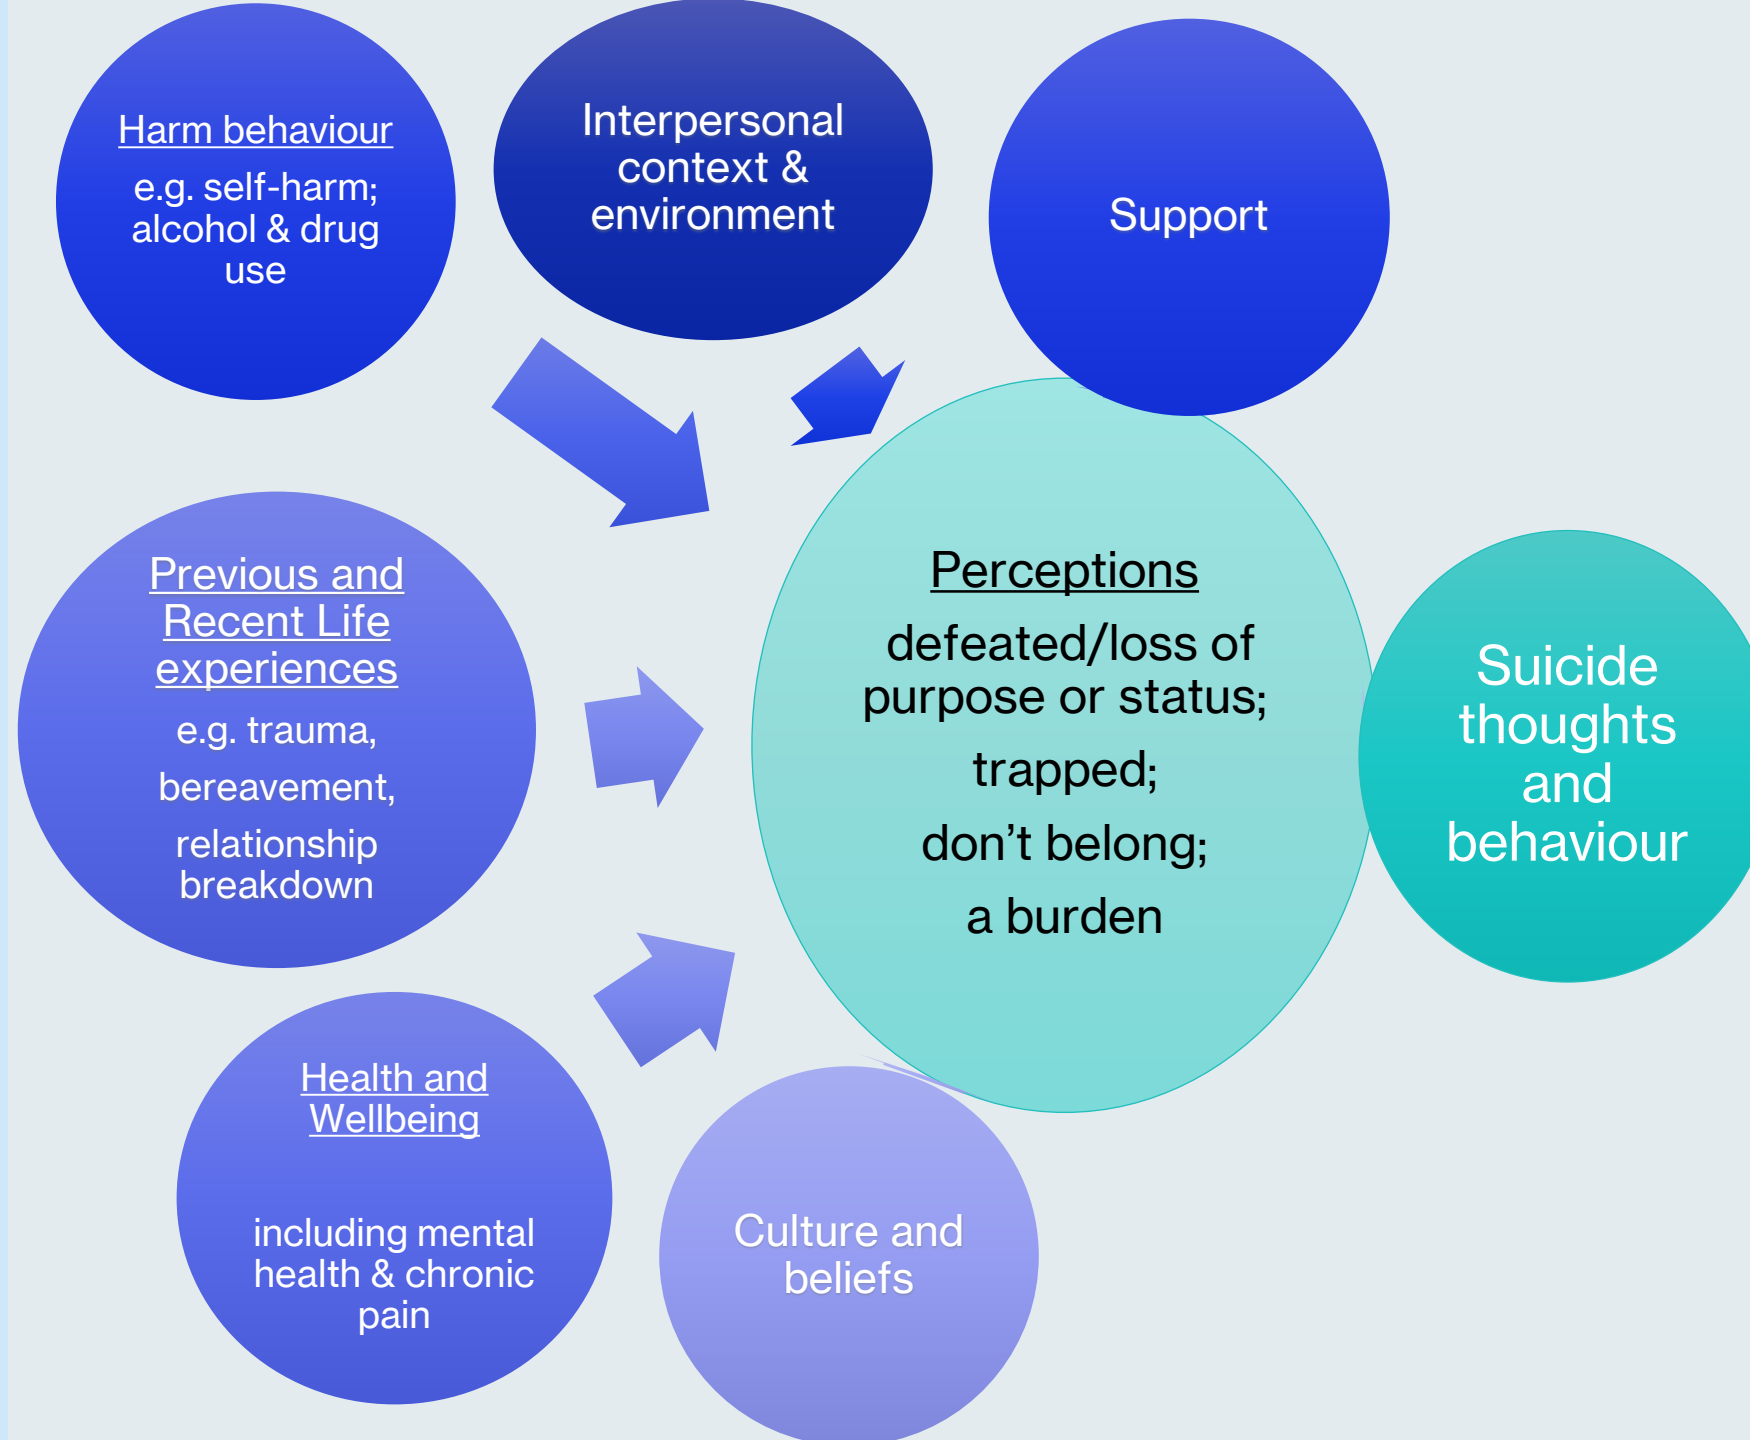 Harm behaviour
e.g. self-harm;
alcohol & drug
use
Interpersonal
context &
environment
Support
Previous and
Recent Life
experiences
e.g. trauma,
bereavement,
relationship
breakdown
Perceptions
defeated/loss of
purpose or status;
trapped;
don’t belong;
a burden
Suicide
thoughts
and
behaviour
Health and
Wellbeing
including mental
health & chronic
pain
Culture and
beliefs